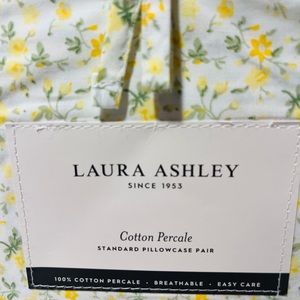 LAURA ASHLEY
SINCE 1953
Cotton Percale
STANDARD PILLOWCASE PAIR
100% COTTON PERCALE • BREATHABLE • EASY CARE